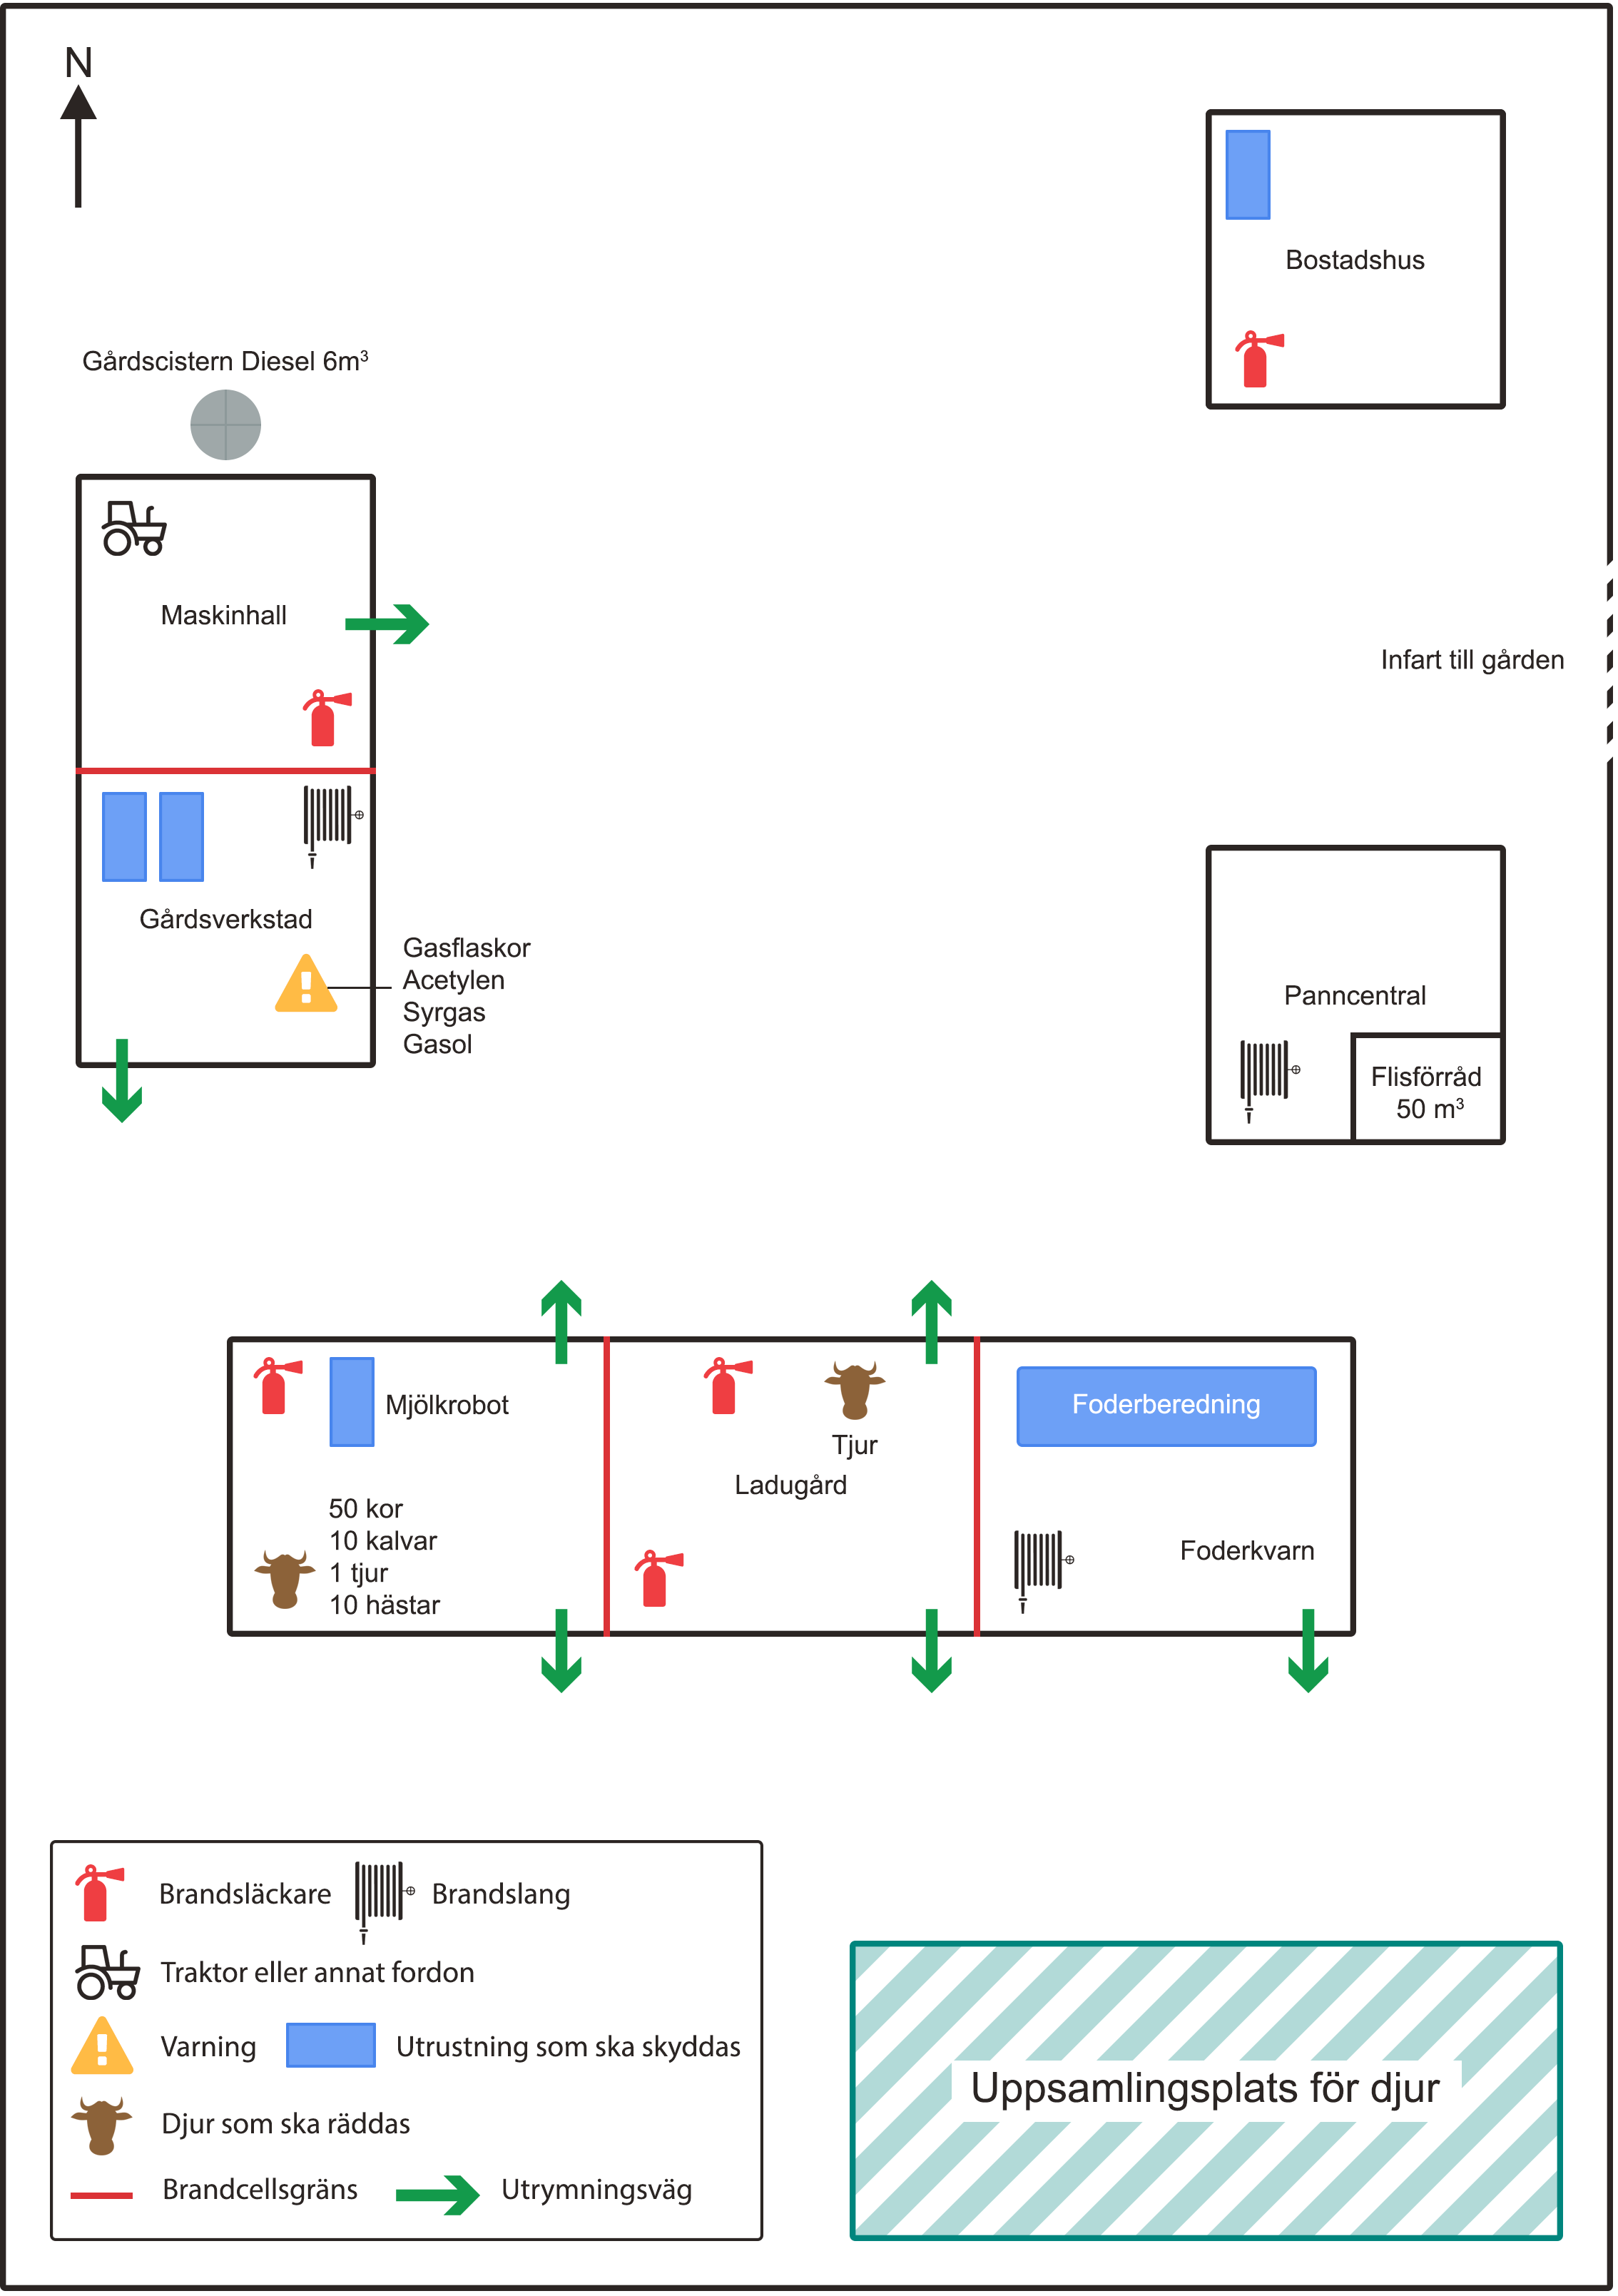 N
Bostadshus
Gårdscistern Diesel 6m³
Maskinhall
Infart till gården
Gårdsverkstad
Gasflaskor
Acetylen
Syrgas
Gasol
Panncentral
Flisförråd
50 m³
Mjölkrobot
50 kor
10 kalvar
1 tjur
10 hästar
Tjur
Ladugård
Foderberedning
Foderkvarn
Brandsläckare
Brandslang
Traktor eller annat fordon
Varning
Utrustning som ska skyddas
Djur som ska räddas
Brandcellsgräns
Utrymningsväg
Uppsamlingsplats för djur